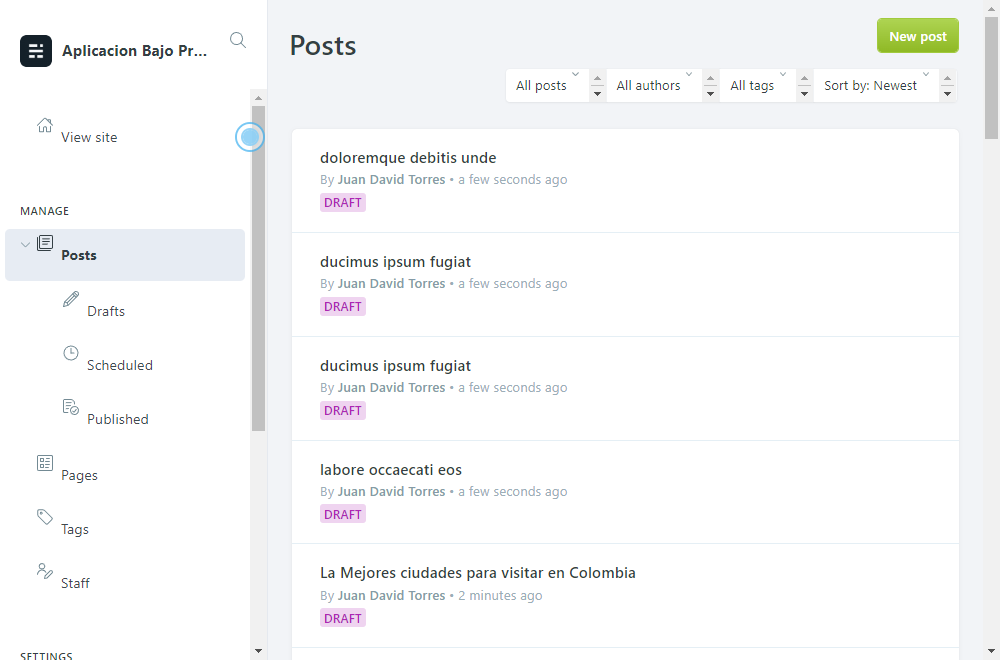 Aplicacion Bajo Pr...
View site
MANAGE
Posts
Drafts
Scheduled
Published
Pages
Tags
Staff
SETTINGS
Posts
New post
All posts
All authors
All tags
Sort by: Newest
doloremque debitis unde
By Juan David Torres • a few seconds ago
DRAFT
ducimus ipsum fugiat
By Juan David Torres • a few seconds ago
DRAFT
ducimus ipsum fugiat
By Juan David Torres • a few seconds ago
DRAFT
labore occaecati eos
By Juan David Torres • a few seconds ago
DRAFT
La Mejores ciudades para visitar en Colombia
By Juan David Torres • 2 minutes ago
DRAFT